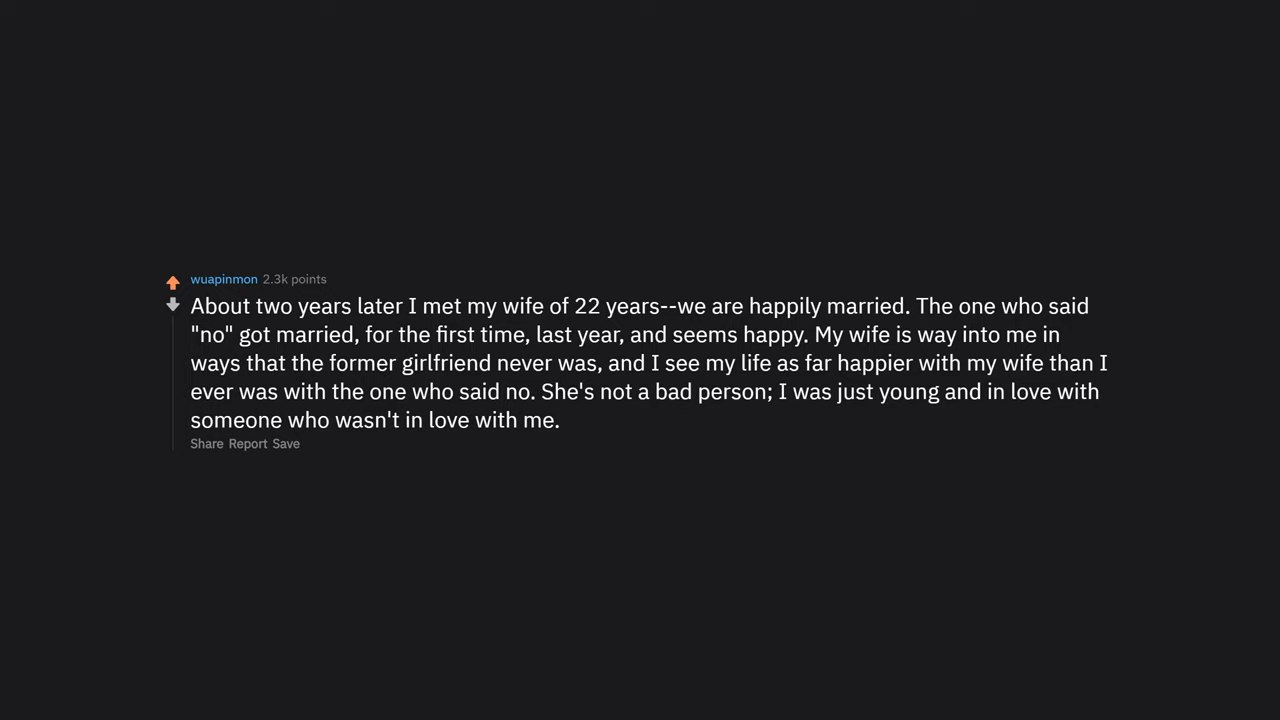 wuapinmon 2.3k points
About two years later I met my wife of 22 years--we are happily married. The one who said
"no" got married, for the first time, last year, and seems happy. My wife is way into me in
ways that the former girlfriend never was, and I see my life as far happier with my wife than I
ever was with the one who said no. She's not a bad person; I was just young and in love with
someone who wasn't in love with me.
Share Report Save